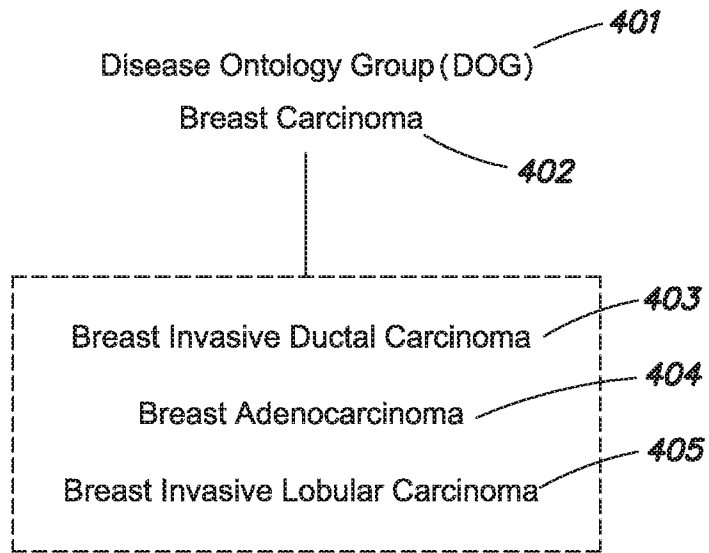 401
Disease Ontology Group (DOG)
Breast Carcinoma
402
403
Breast Invasive Ductal Carcinoma
404
Breast Adenocarcinoma
405
Breast Invasive Lobular Carcinoma